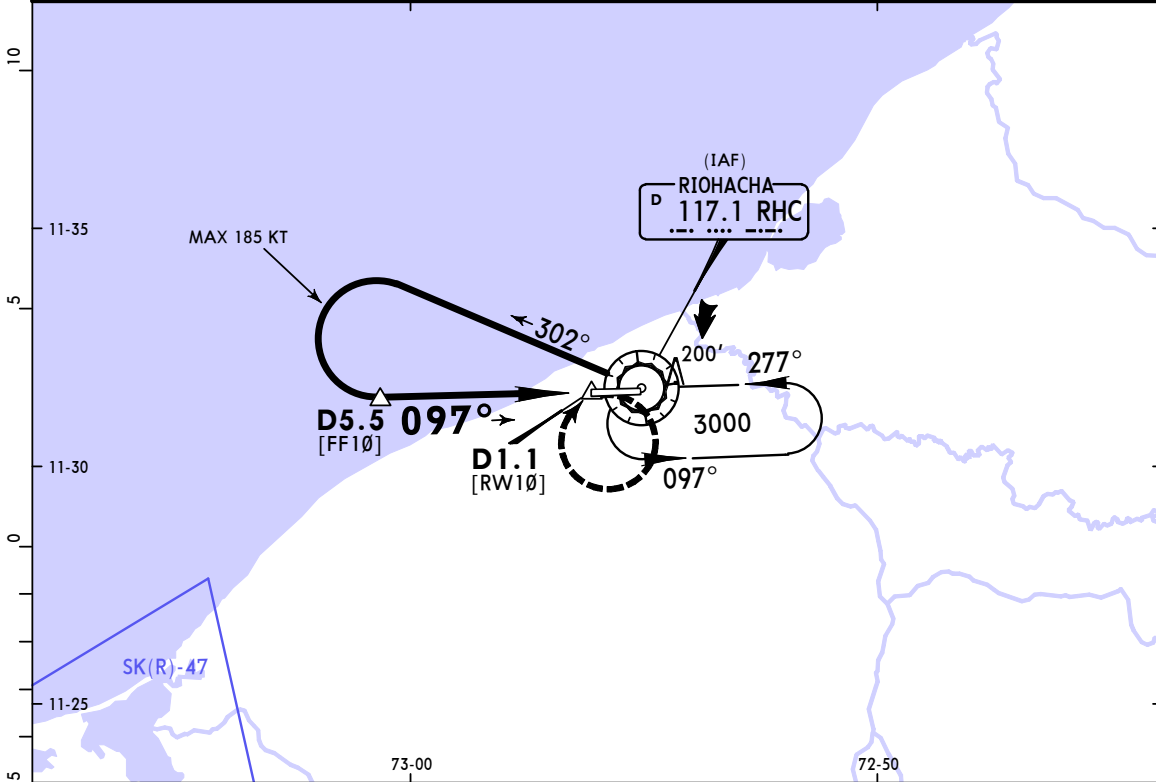 10
(IAF)
RIOHACHA
D 117.1 RHC
.-. .... -.-.
11-35
MAX 185 KT
5
302°
200'
277°
D5.5 097°
[FF1Ø]
3000
D1.1
[RW1Ø]
097°
11-30
0
SK(R)-47
11-25
73-00
72-50
5